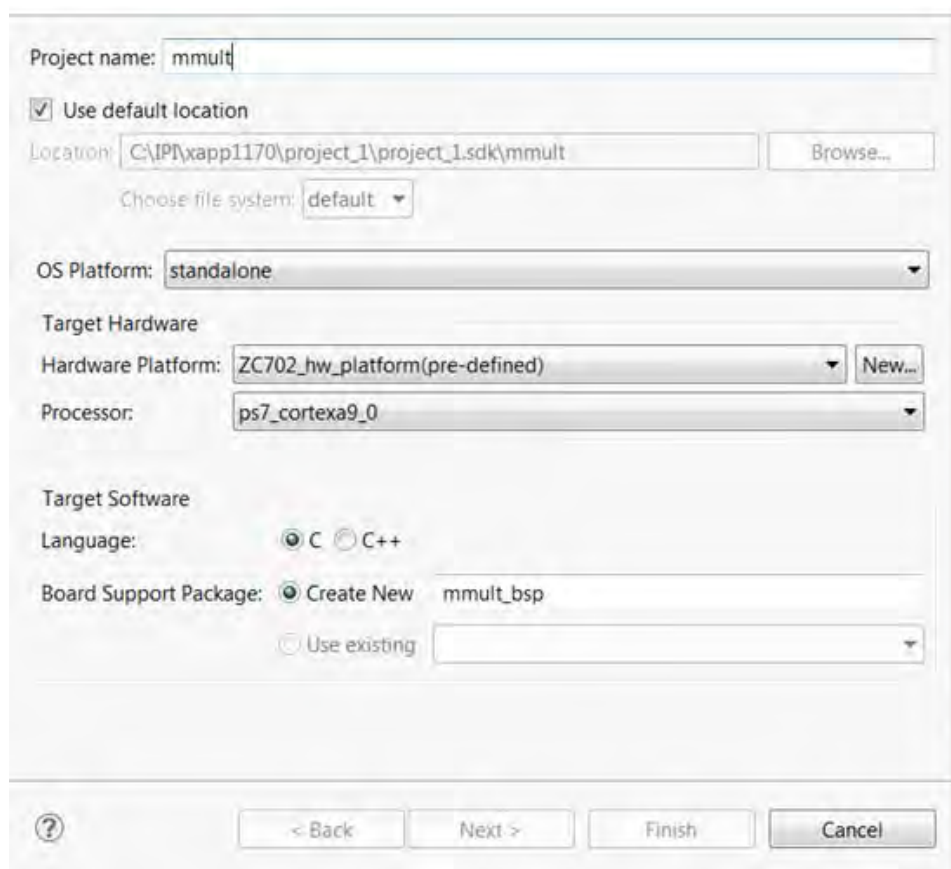 Project name: mmult
Use default location
Location: C:\IPI\xapp1170\project_1\project_1.sdk\mmult Browse...
Choose file system: default
OS Platform: standalone
Target Hardware
Hardware Platform: ZC702_hw_platform(pre-defined) New...
Processor: ps7_cortexa9_0
Target Software
Language: C C++
Board Support Package: Create New mmult_bsp
Use existing
? < Back Next > Finish Cancel